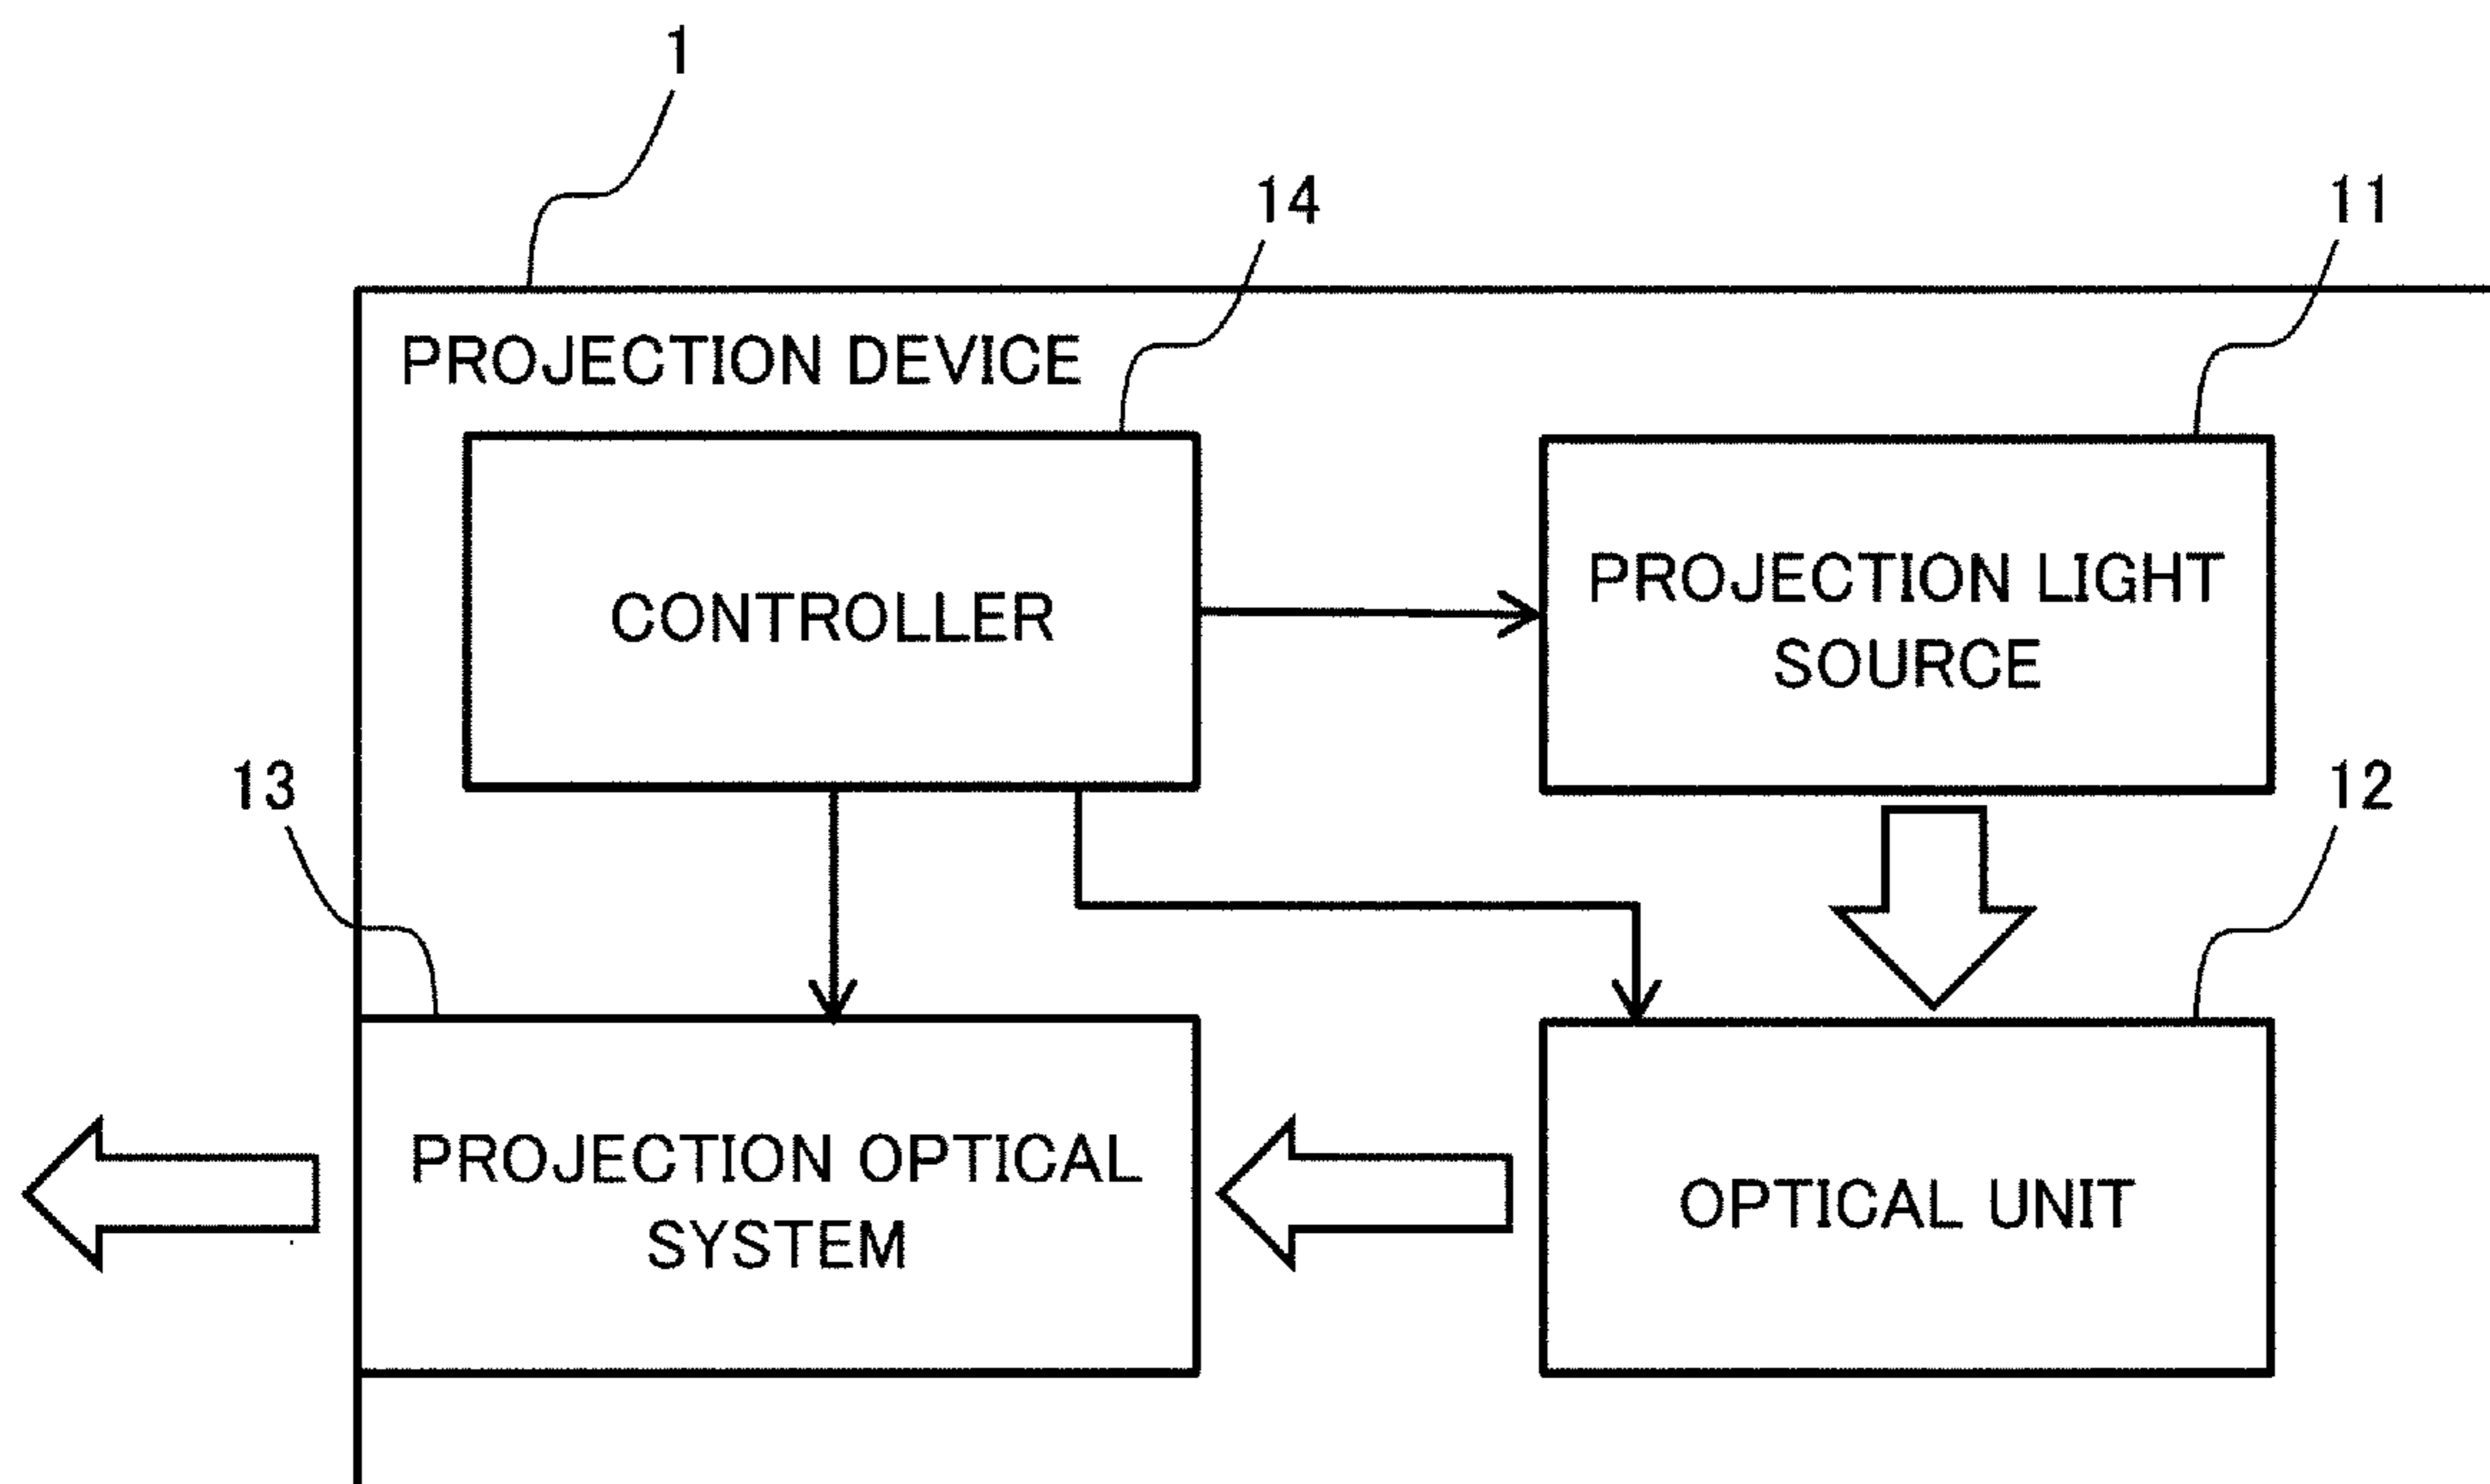 1
14
11
PROJECTION DEVICE
CONTROLLER
PROJECTION LIGHT
SOURCE
13
12
PROJECTION OPTICAL
SYSTEM
OPTICAL UNIT